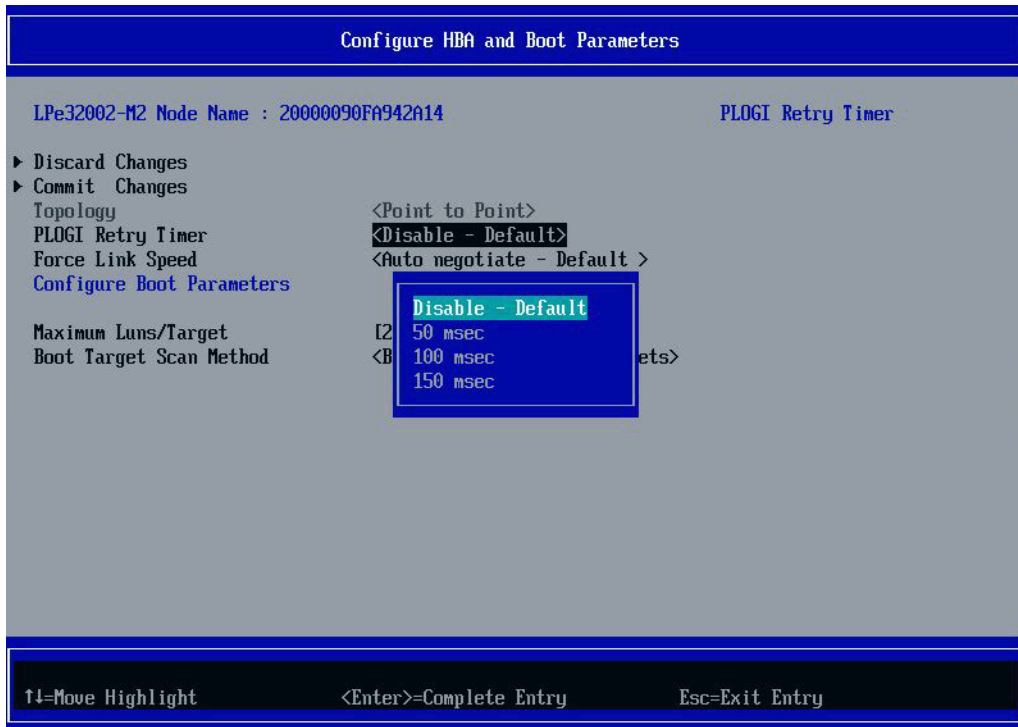 Configure HBA and Boot Parameters
LPe32002-M2 Node Name : 20000090FA942A14 PLOGI Retry Timer
▶ Discard Changes
▶ Commit Changes
Topology <Point to Point>
PLOGI Retry Timer <Disable - Default>
Force Link Speed <Auto negotiate - Default >
Configure Boot Parameters
Disable - Default
Maximum Luns/Target [2 50 msec
Boot Target Scan Method <B 100 msec ets>
150 msec
↑↓=Move Highlight <Enter>=Complete Entry Esc=Exit Entry